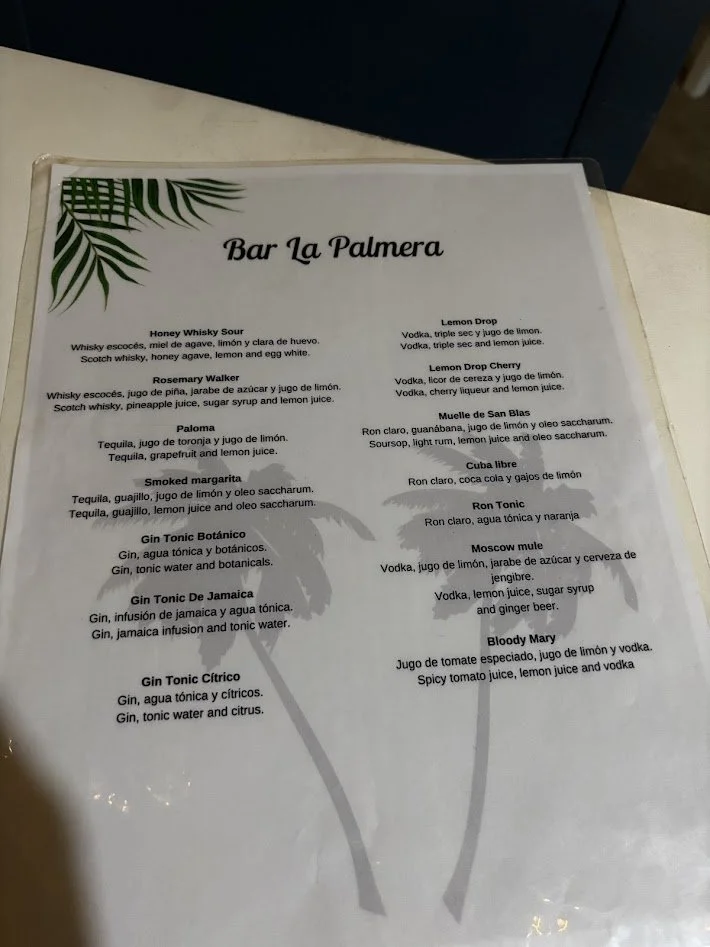 Bar La Palmera
Honey Whisky Sour
Whisky escocês, miel de agave, limón y clara de huevo.
Scotch whisky, honey agave, lemon and egg white.
Rosemary Walker
Whisky escocês, jugo de piña, jarabe de azúcar y jugo de limón.
Scotch whisky, pineapple juice, sugar syrup and lemon juice.
Paloma
Tequila, jugo de toronja y jugo de limón.
Tequila, grapefruit and lemon juice.
Smoked margarita
Tequila, guajillo, jugo de limón y oleo saccharum.
Tequila, guajillo, lemon juice and oleo saccharum.
Gin Tonic Botánico
Gin, agua tónica y botánicos.
Gin, tonic water and botanicals.
Gin Tonic De Jamaica
Gin, infusión de jamaica y agua tónica.
Gin, jamaica infusion and tonic water.
Gin Tonic Cítrico
Gin, agua tónica y cítricos.
Gin, tonic water and citrus.
Lemon Drop
Vodka, triple sec y jugo de limon.
Vodka, triple sec and lemon juice.
Lemon Drop Cherry
Vodka, licor de cereza y jugo de limón.
Vodka, cherry liqueur and lemon juice.
Muelle de San Blas
Ron claro, guanábana, jugo de limón y oleo saccharum.
Soursop, light rum, lemon juice and oleo saccharum.
Cuba libre
Ron claro, coca cola y gajos de limón
Ron Tonic
Ron claro, agua tónica y naranja
Moscow mule
Vodka, jugo de limón, jarabe de azúcar y cerveza de
jengibre.
Vodka, lemon juice, sugar syrup
and ginger beer.
Bloody Mary
Jugo de tomate especiado, jugo de limón y vodka.
Spicy tomato juice, lemon juice and vodka